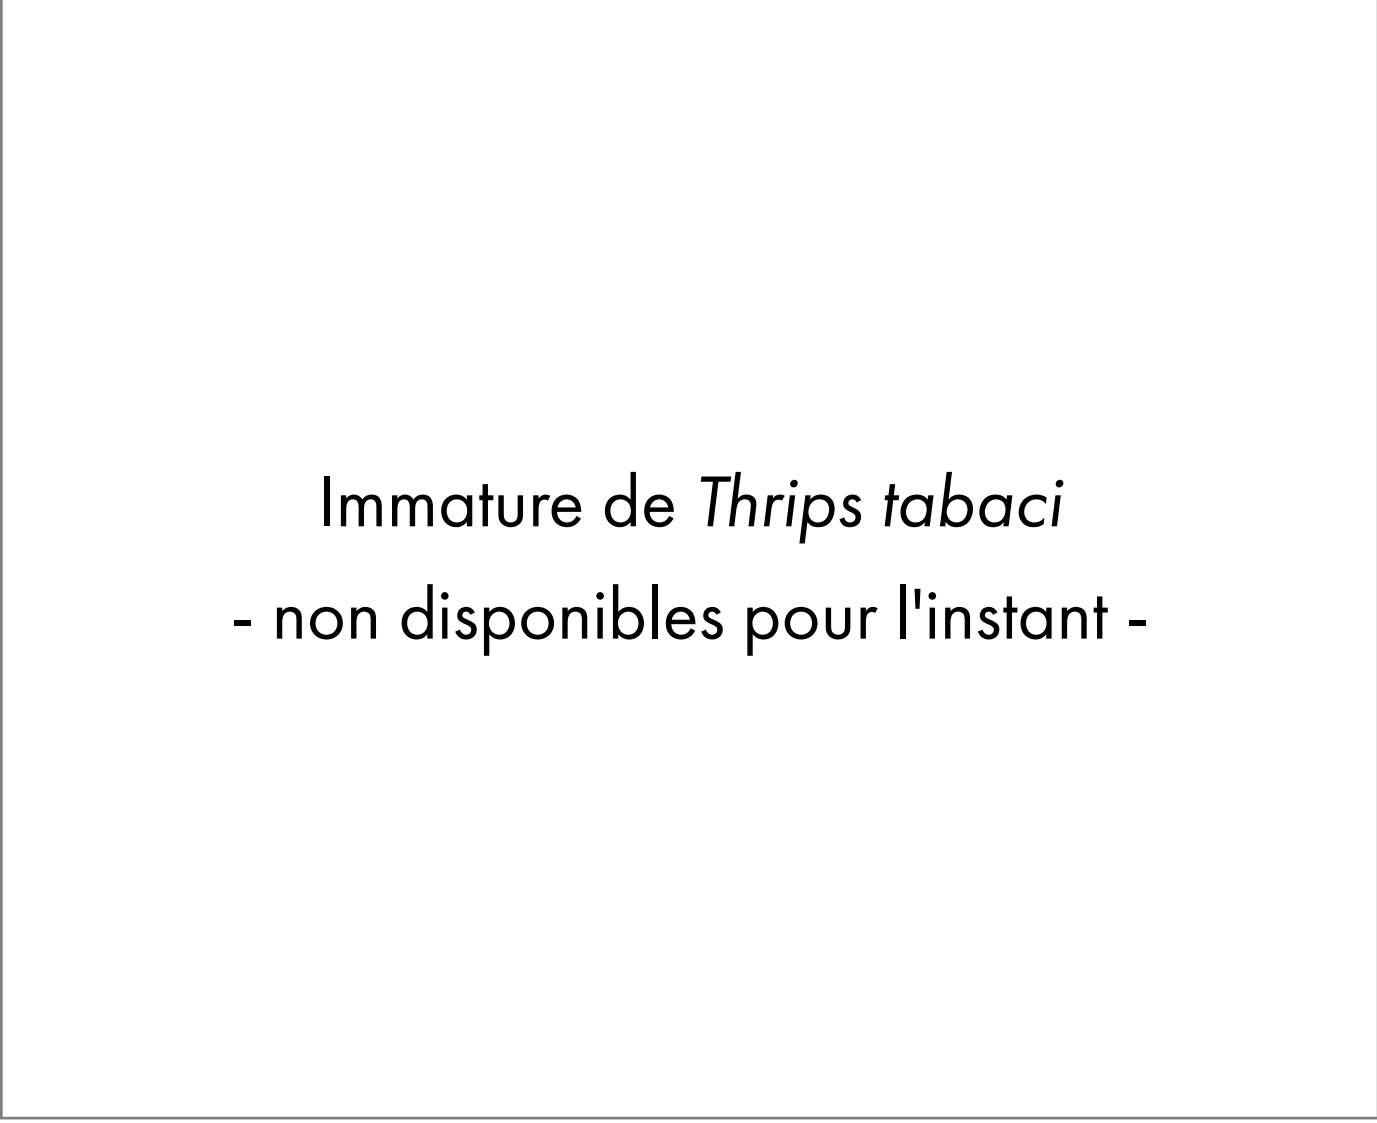 Immature de Thrips tabaci
- non disponibles pour l'instant -